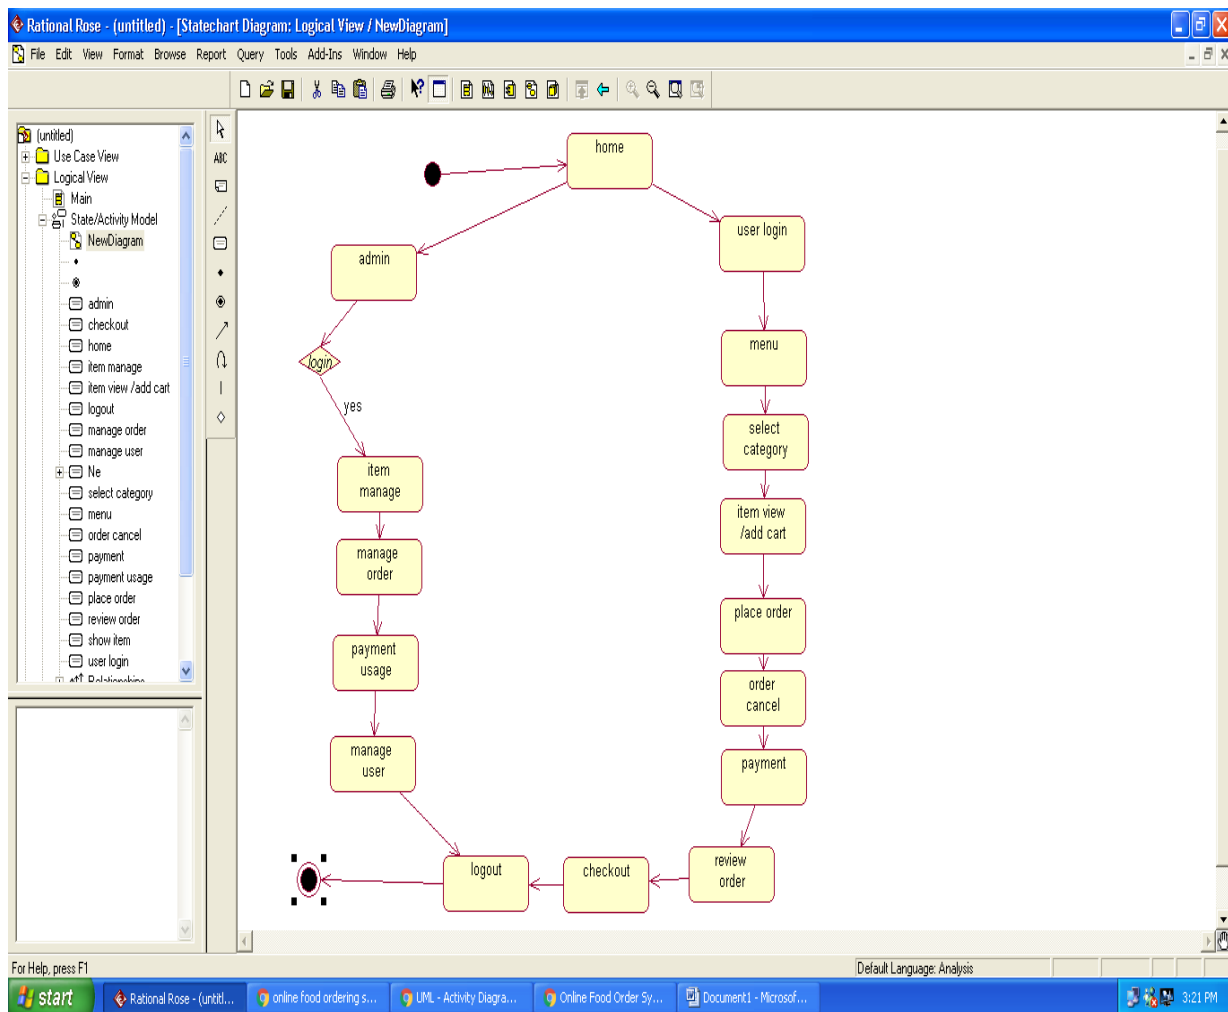 Rational Rose - (untitled) - [Statechart Diagram: Logical View / NewDiagram]
File Edit View Format Browse Report Query Tools Add-Ins Window Help
(untitled)
Use Case View
Logical View
Main
State/Activity Model
NewDiagram
admin
checkout
home
item manage
item view /add cart
logout
manage order
manage user
Ne
select category
menu
order cancel
payment
payment usage
place order
review order
show item
user login
Relationships
ABC
home
user login
admin
menu
login
yes
select
category
item
manage
item view
/add cart
manage
order
place order
payment
usage
order
cancel
manage
user
payment
review
order
logout
checkout
For Help, press F1
Default Language: Analysis
start
Rational Rose - (untitl...
online food ordering s...
UML - Activity Diagra...
Online Food Order Sy...
Document1 - Microsof...
3:21 PM